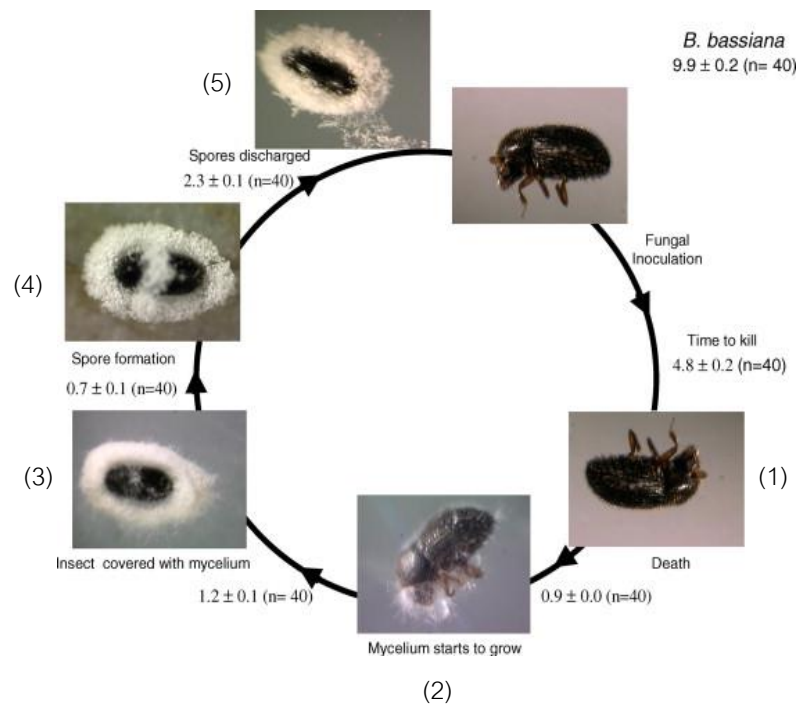 B. bassiana
9.9 ± 0.2 (n= 40)
(5)
Spores discharged
2.3 ± 0.1 (n=40)
Fungal
Inoculation
(4)
Time to kill
4.8 ± 0.2 (n=40)
Spore formation
0.7 ± 0.1 (n=40)
(3)
(1)
Insect covered with mycelium
Death
1.2 ± 0.1 (n= 40)
0.9 ± 0.0 (n=40)
Mycelium starts to grow
(2)